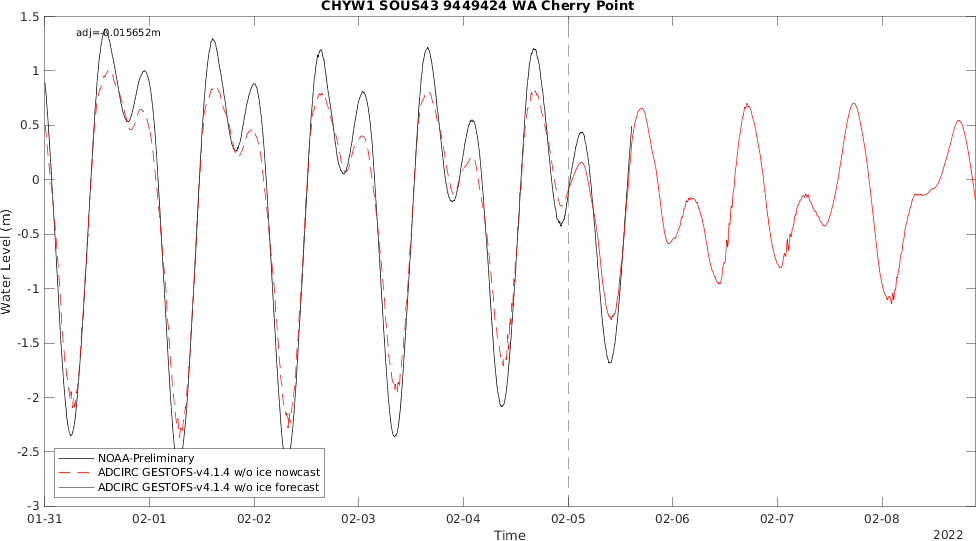 CHYW1 SOUS43 9449424 WA Cherry Point
adj=-0.015652m
Water Level (m)
1.5
1
0.5
0
-0.5
-1
-1.5
-2
-2.5
-3
NOAA-Preliminary
ADCIRC GESTOFS-v4.1.4 w/o ice nowcast
ADCIRC GESTOFS-v4.1.4 w/o ice forecast
01-31 02-01 02-02 02-03 02-04 02-05 02-06 02-07 02-08
Time
2022